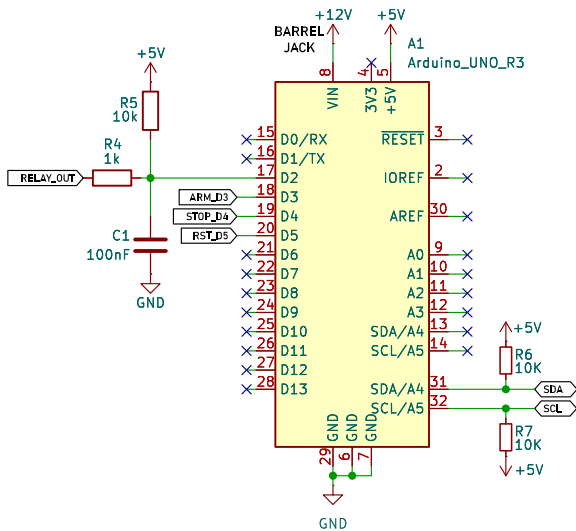 +12V
+5V
BARREL
JACK
A1
Arduino_UNO_R3
+5V
R5
10k
R4
1k
RELAY_OUT
C1
100nF
GND
8
4
5
VIN
3V3
+5V
15 D0/RX
16 D1/TX
17 D2
ARM_D3 18 D3
STOP_D4 19 D4
RST_D5 20 D5
21 D6
22 D7
23 D8
24 D9
25 D10
26 D11
27 D12
28 D13
RESET 3
IOREF 2
AREF 30
A0 9
A1 10
A2 11
A3 12
SDA/A4 13
SCL/A5 14
SDA/A4 31
SCL/A5 32
+5V
R6
10K
SDA
SCL
R7
10K
+5V
GND
GND
GND
29
6
7
GND